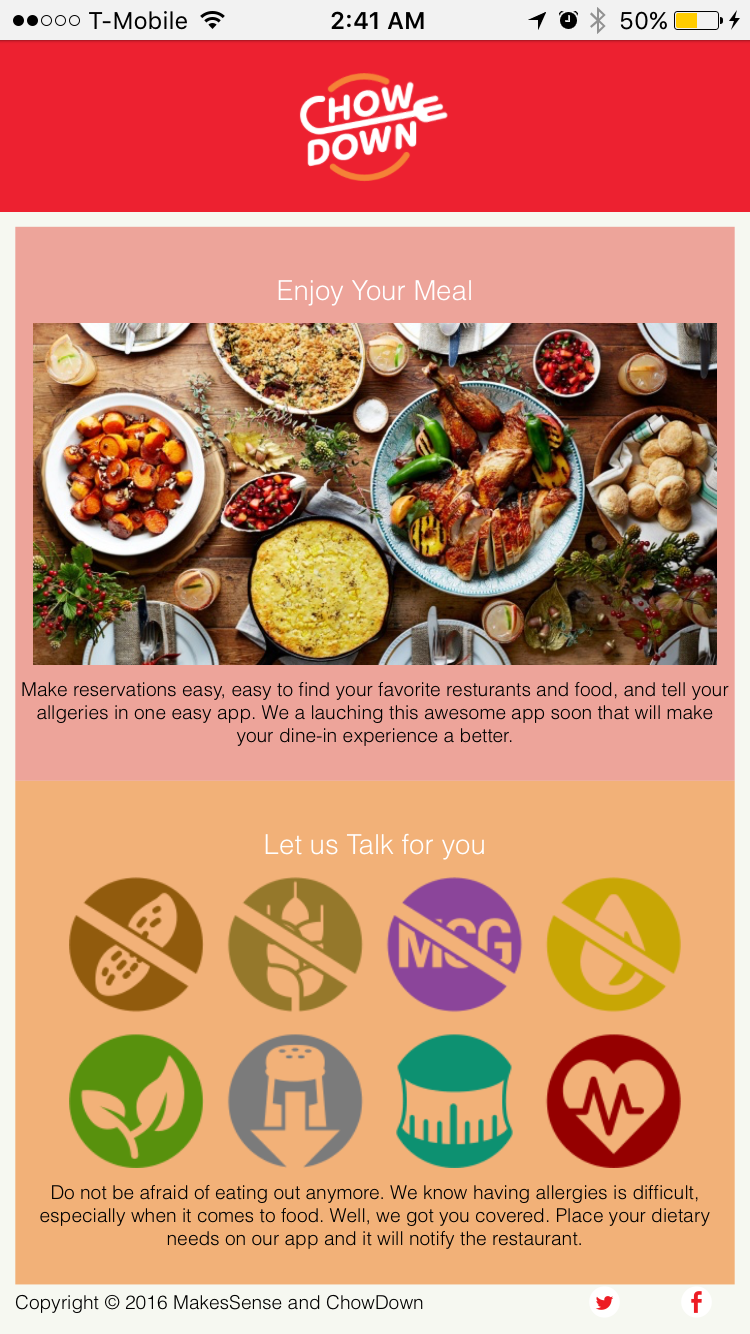 T-Mobile 2:41 AM 50%
CHOW
DOWN
Enjoy Your Meal
Make reservations easy, easy to find your favorite resturants and food, and tell your
allgeries in one easy app. We a lauching this awesome app soon that will make
your dine-in experience a better.
Let us Talk for you
MSG
Do not be afraid of eating out anymore. We know having allergies is difficult,
especially when it comes to food. Well, we got you covered. Place your dietary
needs on our app and it will notify the restaurant.
Copyright © 2016 MakesSense and ChowDown